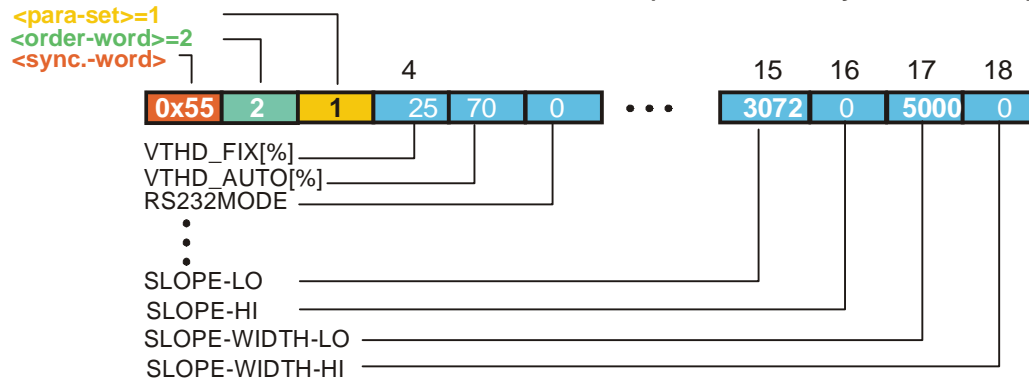 <para-set>=1
<order-word>=2
<sync.-word>
4 15 16 17 18
0x55 2 1 25 70 0 • • • 3072 0 5000 0
VTHD_FIX[%]
VTHD_AUTO[%]
RS232MODE
SLOPE-LO
SLOPE-HI
SLOPE-WIDTH-LO
SLOPE-WIDTH-HI